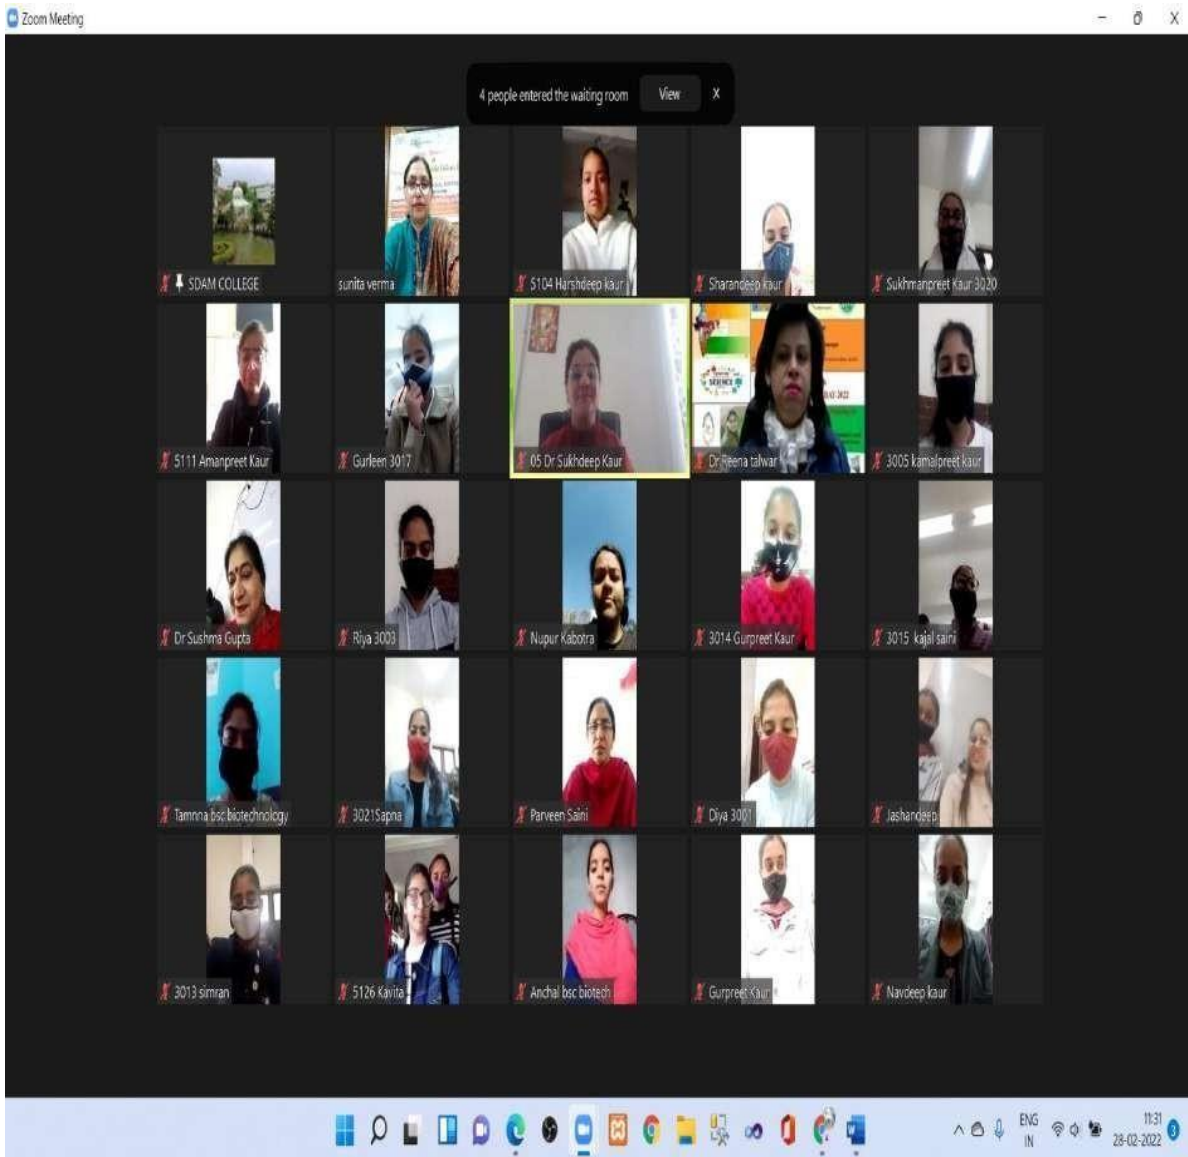 Zoom Meeting
4 people entered the waiting room View X
SDAM COLLEGE
sunita verma
5104 Harshdeep kaur
Sharandeep kaur
Sukhmanpreet Kaur 3020
5111 Amanpreet Kaur
Gurleen 3017
05 Dr Sukhdeep Kaur
Dr Reena talwar
3005 kamalpreet kaur
SCIENCE
Dr Sushma Gupta
Riya 3003
Nupur Kabotra
3014 Gurpreet Kaur
3015 kajal saini
Tamnna bsc biotechnology
3021Sapna
Parveen Saini
Diya 3001
Jashandeep
3013 simran
5126 Kavita
Anchal bsc biotech
Gurpreet Kaur
Navdeep kaur
ENG
IN
11:31
28-02-2022
3